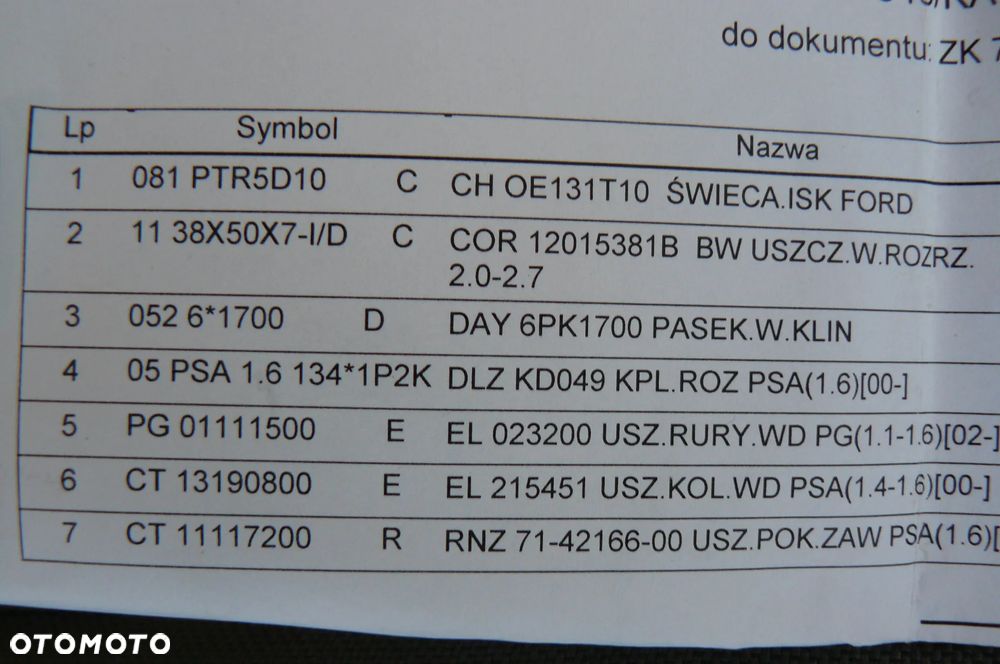 do dokumentu: ZK 7
Lp Symbol Nazwa
1 081 PTR5D10 C CH OE131T10 ŚWIECA.ISK FORD
2 11 38X50X7-I/D C COR 12015381B BW USZCZ.W.ROZRZ.
2.0-2.7
3 052 6*1700 D DAY 6PK1700 PASEK.W.KLIN
4 05 PSA 1.6 134*1P2K DLZ KD049 KPL.ROZ PSA(1.6)[00-]
5 PG 01111500 E EL 023200 USZ.RURY.WD PG(1.1-1.6)[02-]
6 CT 13190800 E EL 215451 USZ.KOL.WD PSA(1.4-1.6)[00-]
7 CT 11117200 R RNZ 71-42166-00 USZ.POK.ZAW PSA(1.6)[
OTOMOTO